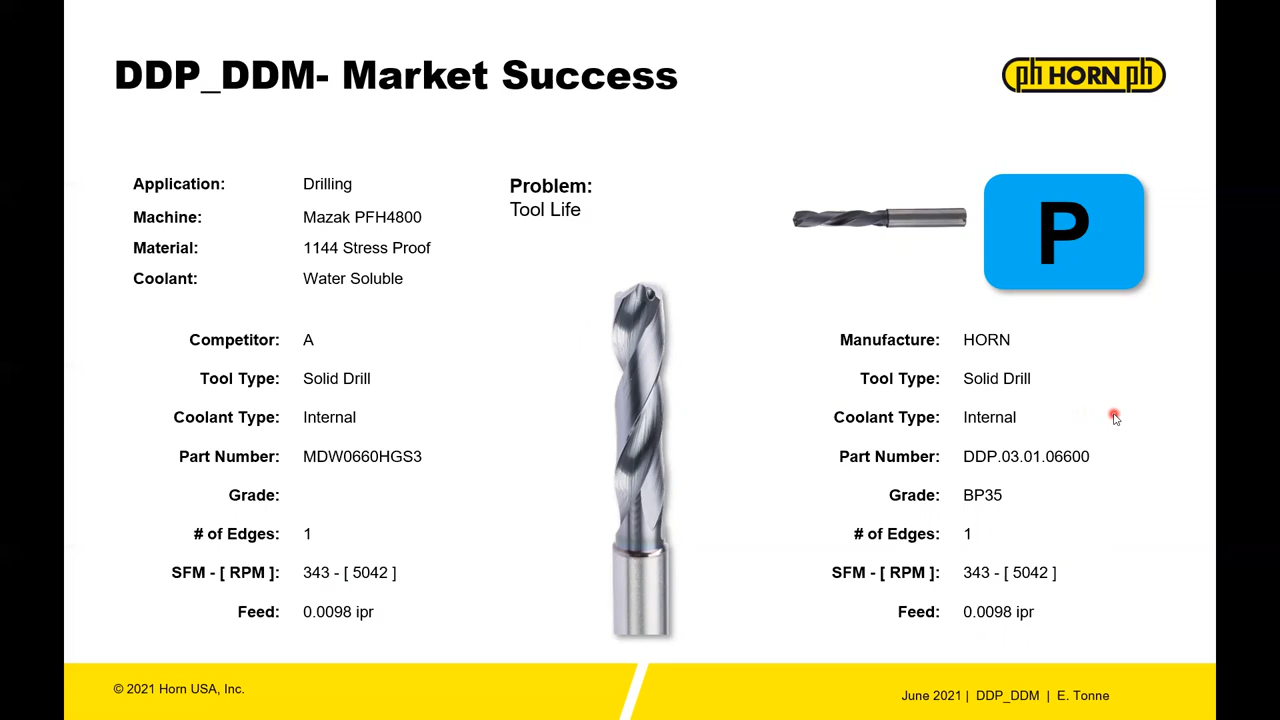 DDP_DDM- Market Success
ph HORN ph
Application: Drilling
Machine: Mazak PFH4800
Material: 1144 Stress Proof
Coolant: Water Soluble
Problem:
Tool Life
P
Competitor: A
Tool Type: Solid Drill
Coolant Type: Internal
Part Number: MDW0660HGS3
Grade:
# of Edges: 1
SFM - [ RPM ]: 343 - [ 5042 ]
Feed: 0.0098 ipr
Manufacture: HORN
Tool Type: Solid Drill
Coolant Type: Internal
Part Number: DDP.03.01.06600
Grade: BP35
# of Edges: 1
SFM - [ RPM ]: 343 - [ 5042 ]
Feed: 0.0098 ipr
© 2021 Horn USA, Inc.
June 2021 | DDP_DDM | E. Tonne